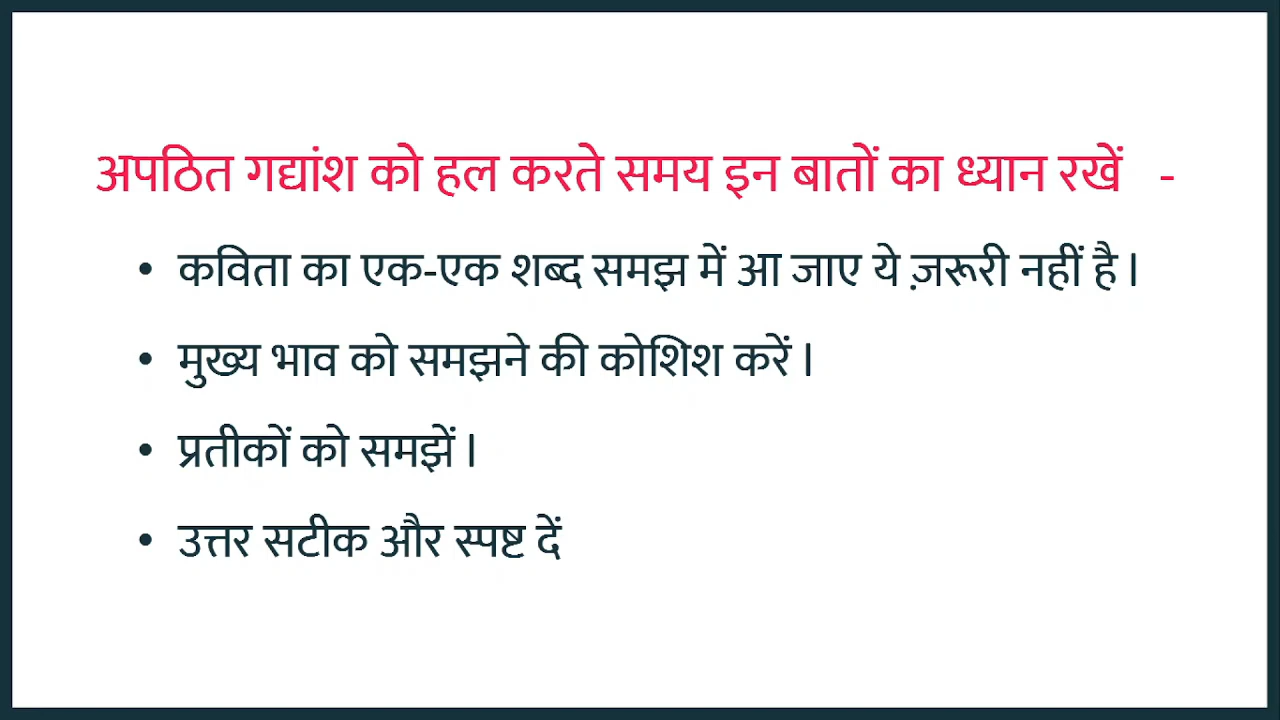 अपठित गद्यांश को हल करते समय इन बातों का ध्यान रखें -
• कविता का एक-एक शब्द समझ में आ जाए ये ज़रूरी नहीं है।
• मुख्य भाव को समझने की कोशिश करें।
• प्रतीकों को समझें।
• उत्तर सटीक और स्पष्ट दें